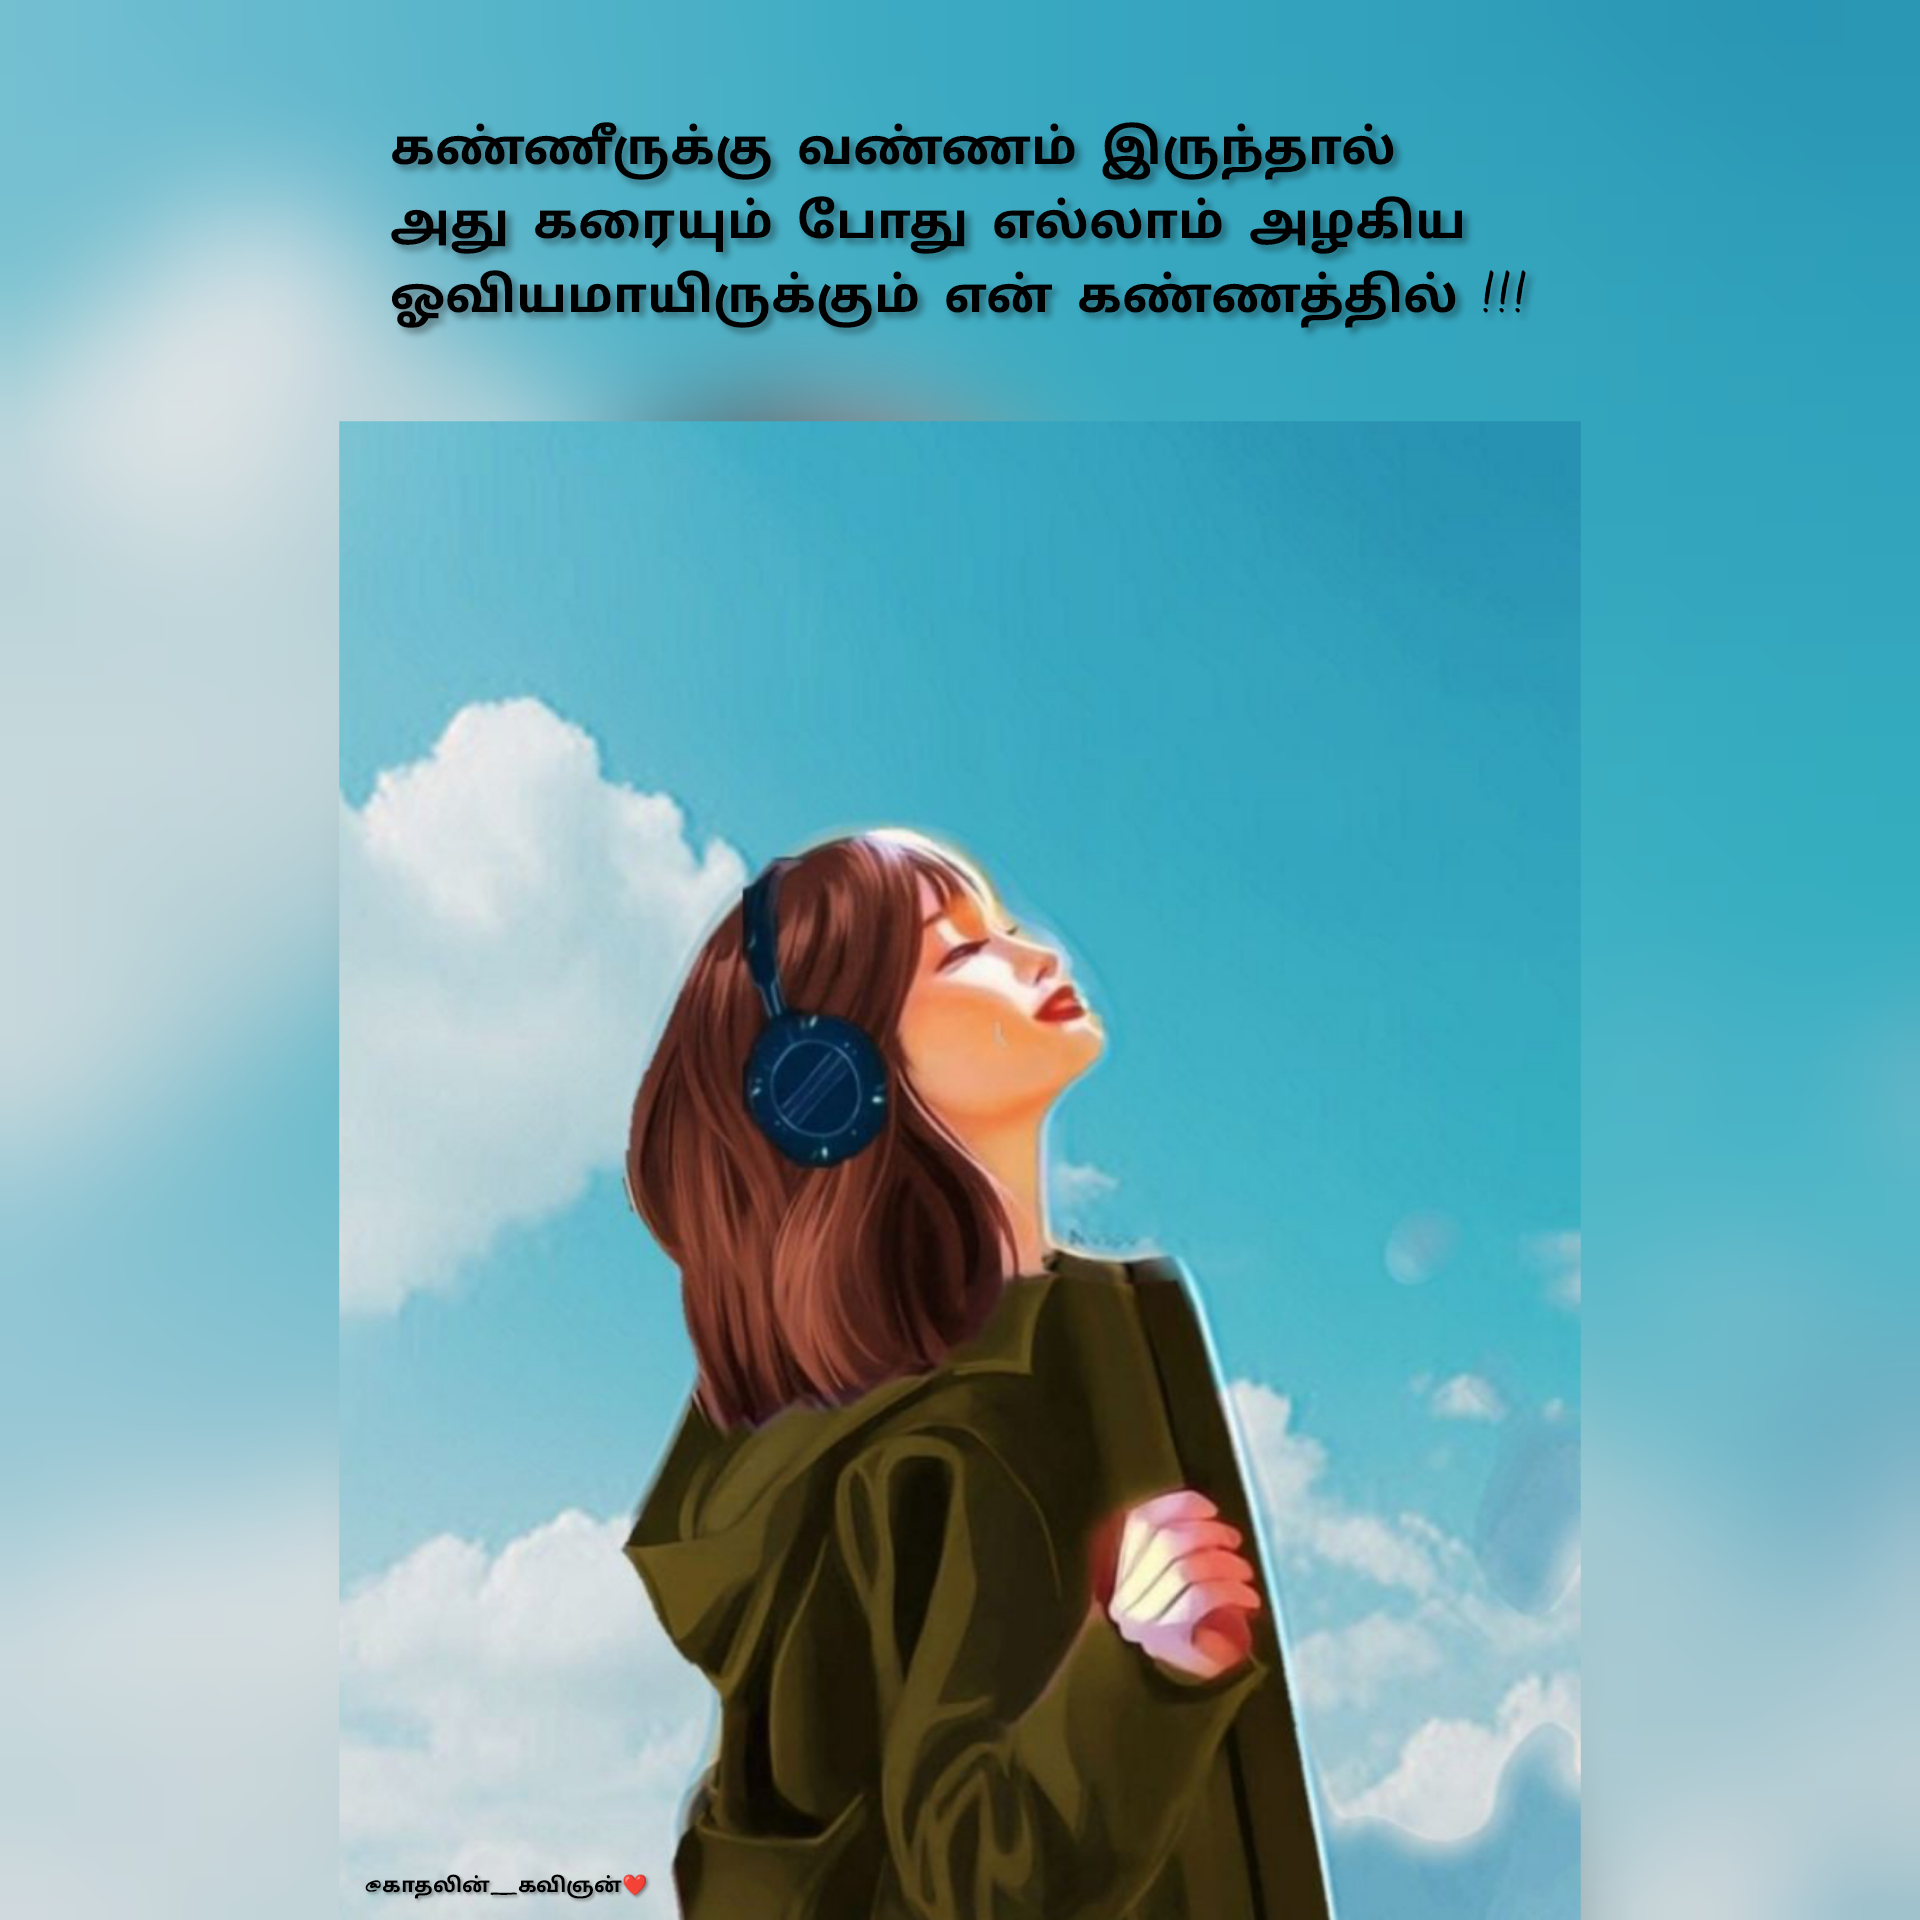 கண்ணீருக்கு வண்ணம் இருந்தால்
அது கரையும் போது எல்லாம் அழகிய
ஓவியமாயிருக்கும் என் கண்ணத்தில் !!!
@காதலின்__கவிஞன்❤️